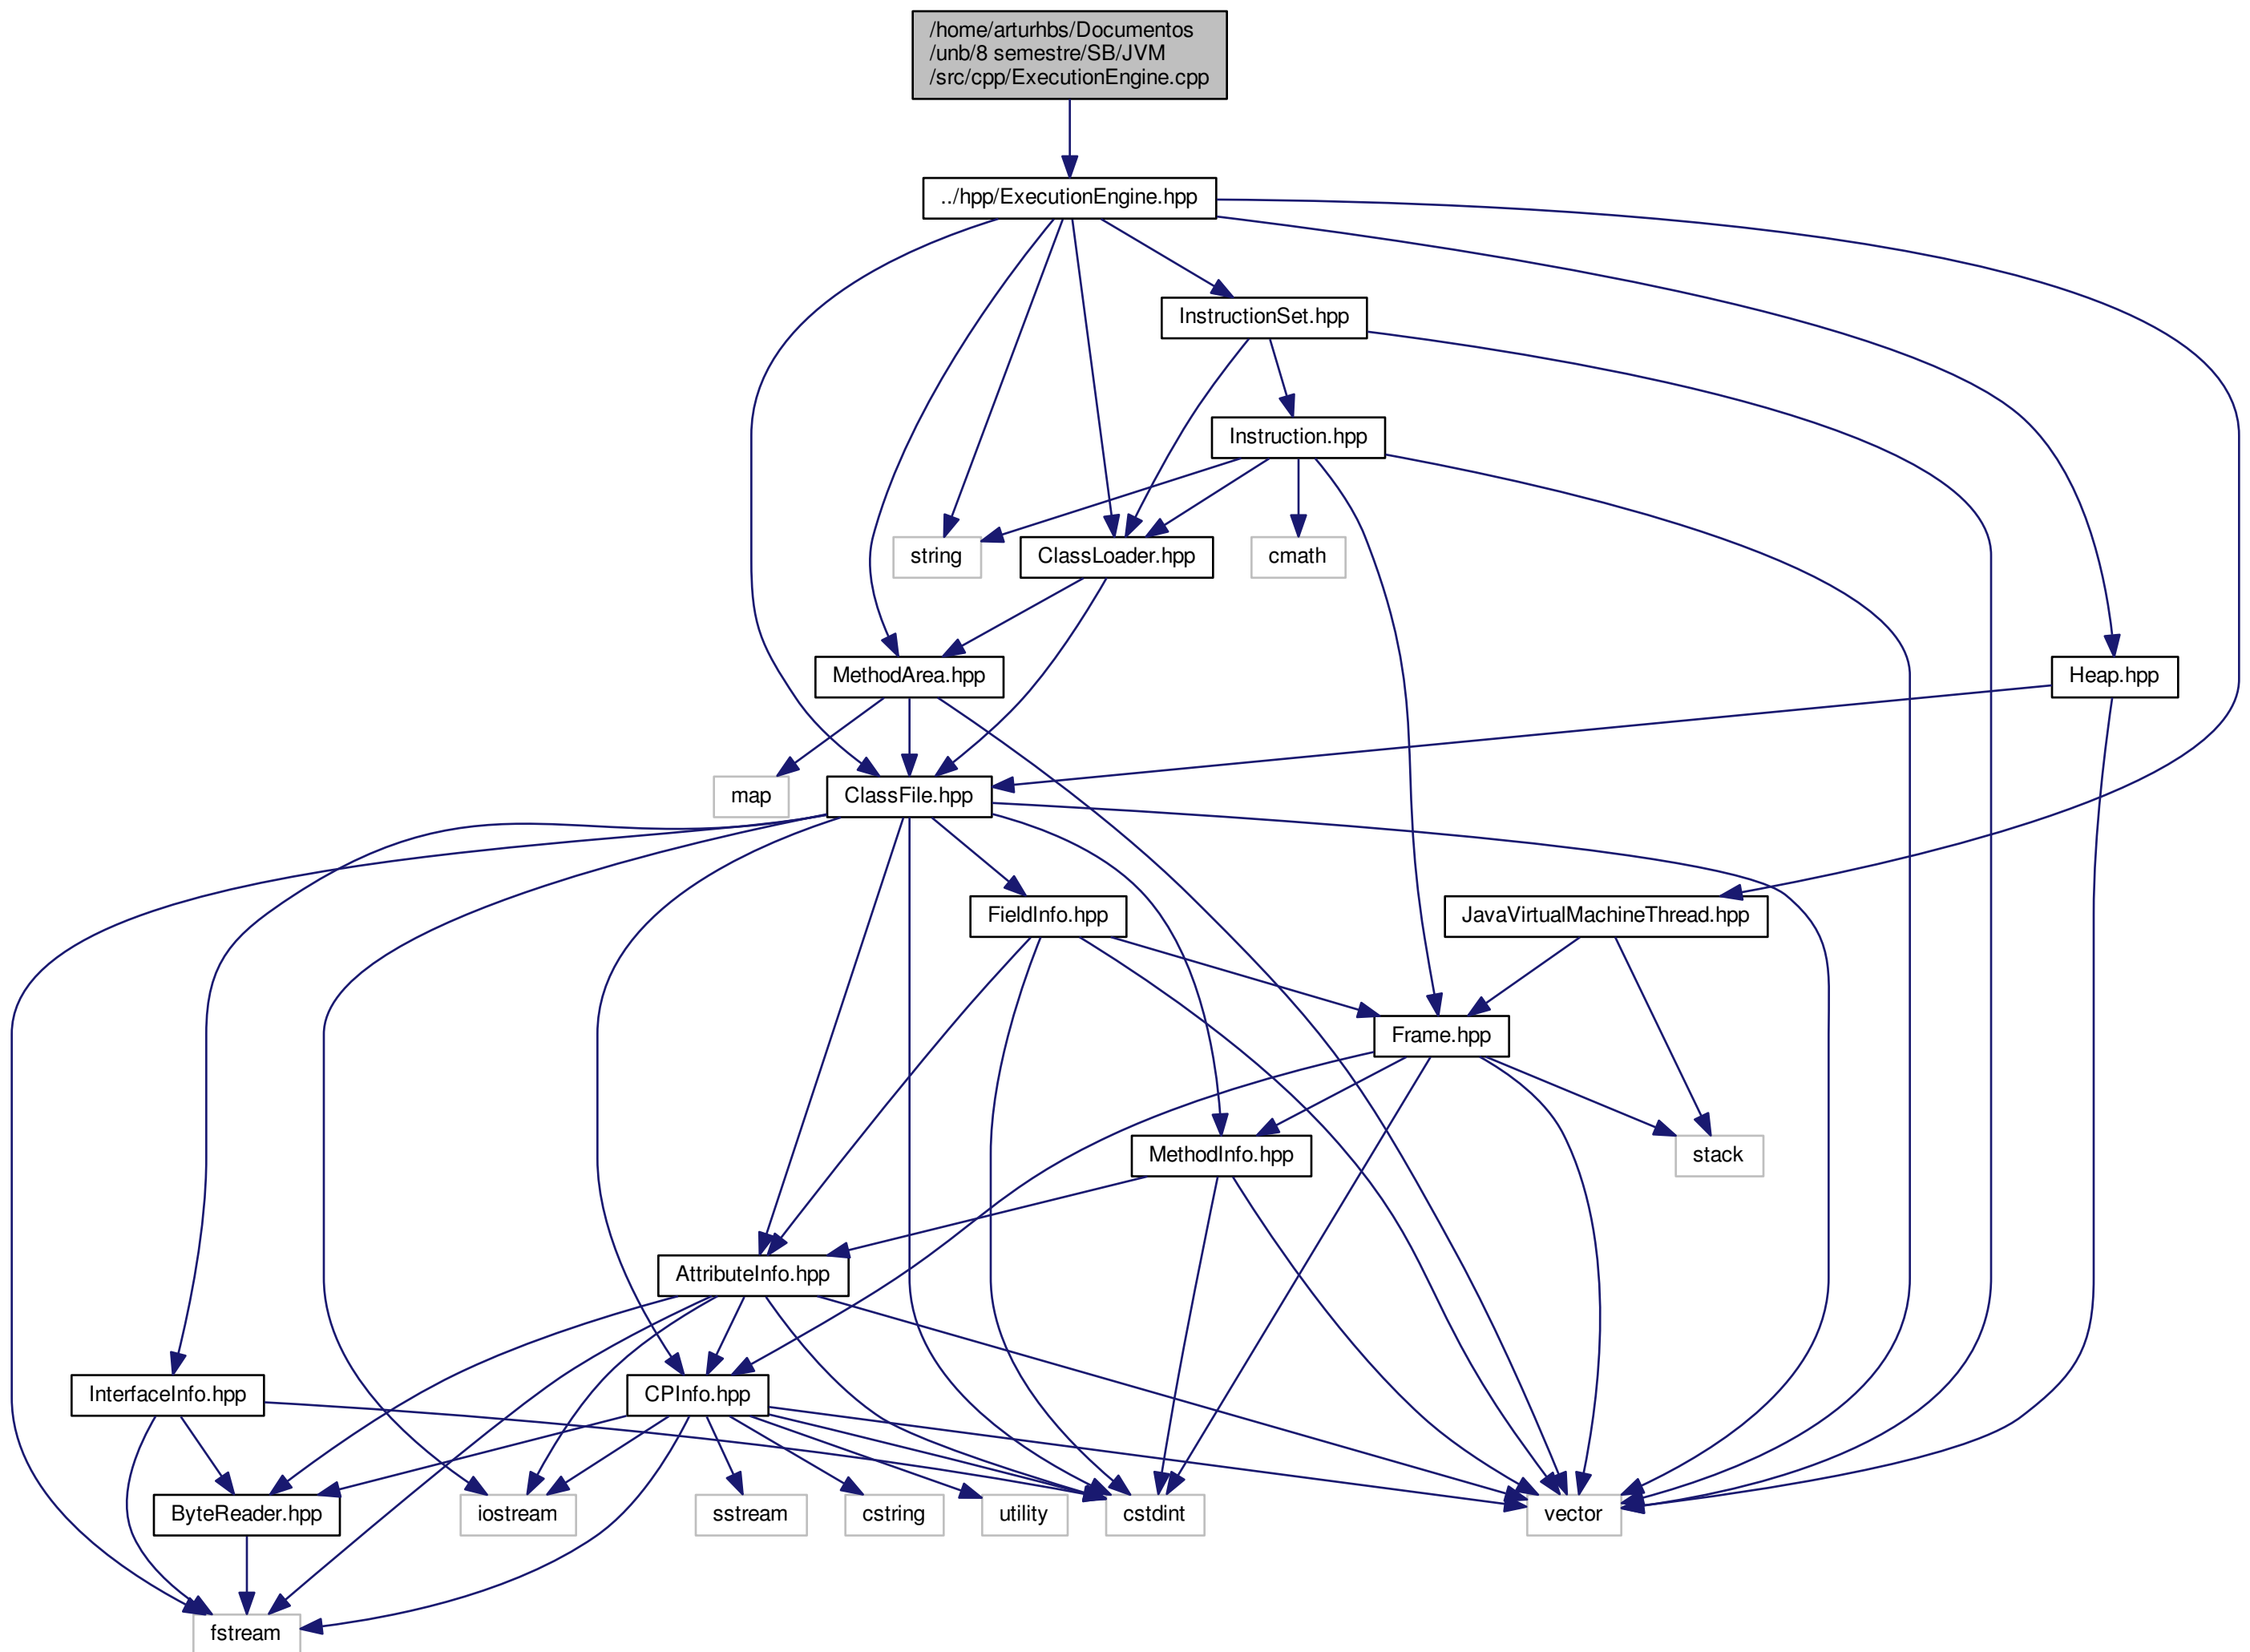 /home/arturhbs/Documentos
/unb/8 semestre/SB/JVM
/src/cpp/ExecutionEngine.cpp
../hpp/ExecutionEngine.hpp
InstructionSet.hpp
Instruction.hpp
string
ClassLoader.hpp
cmath
MethodArea.hpp
Heap.hpp
map
ClassFile.hpp
FieldInfo.hpp
JavaVirtualMachineThread.hpp
Frame.hpp
MethodInfo.hpp
stack
AttributeInfo.hpp
InterfaceInfo.hpp
CPInfo.hpp
ByteReader.hpp
iostream
sstream
cstring
utility
cstdint
vector
fstream